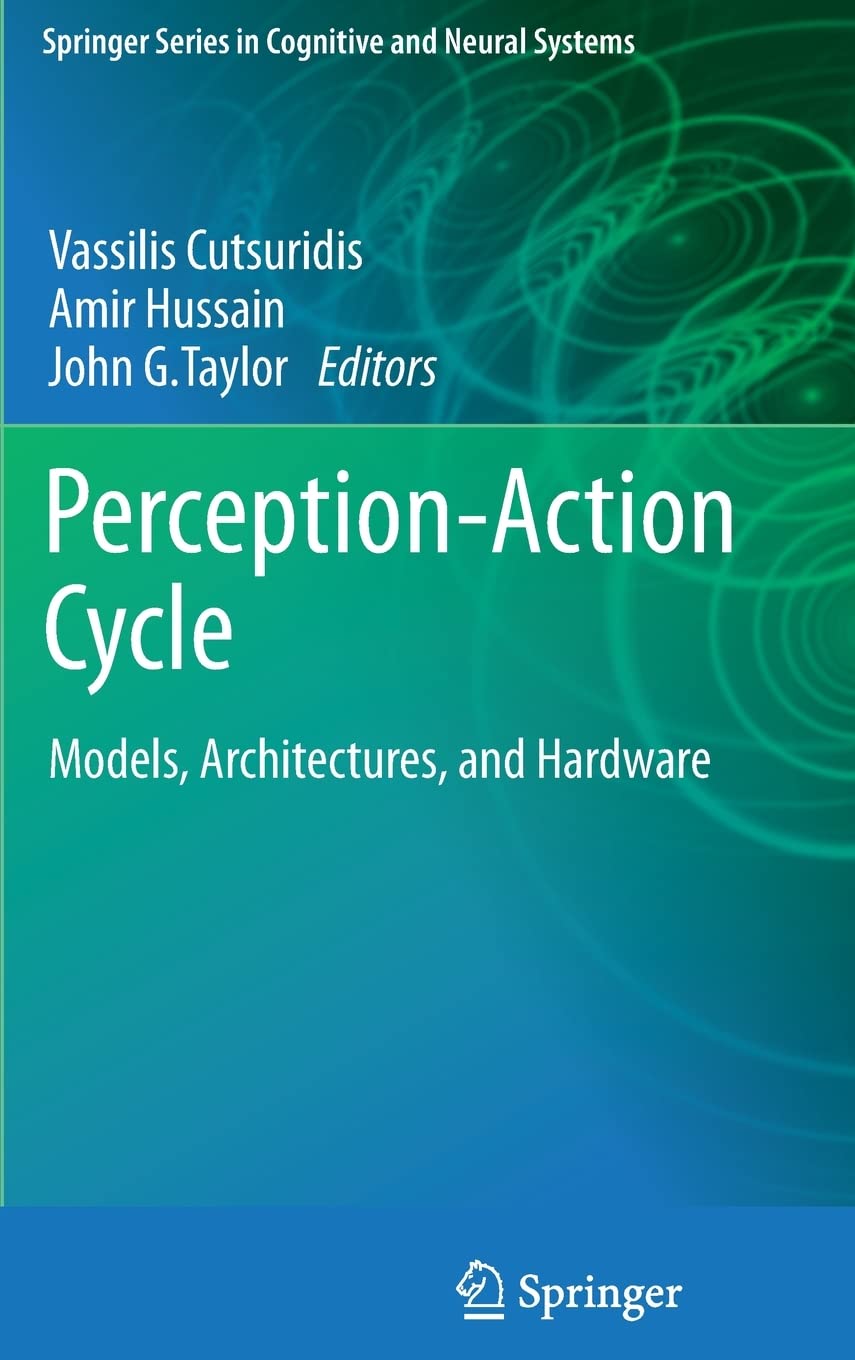 Springer Series in Cognitive and Neural Systems
Vassilis Cutsuridis
Amir Hussain
John G. Taylor Editors
Perception-Action
Cycle
Models, Architectures, and Hardware
Springer